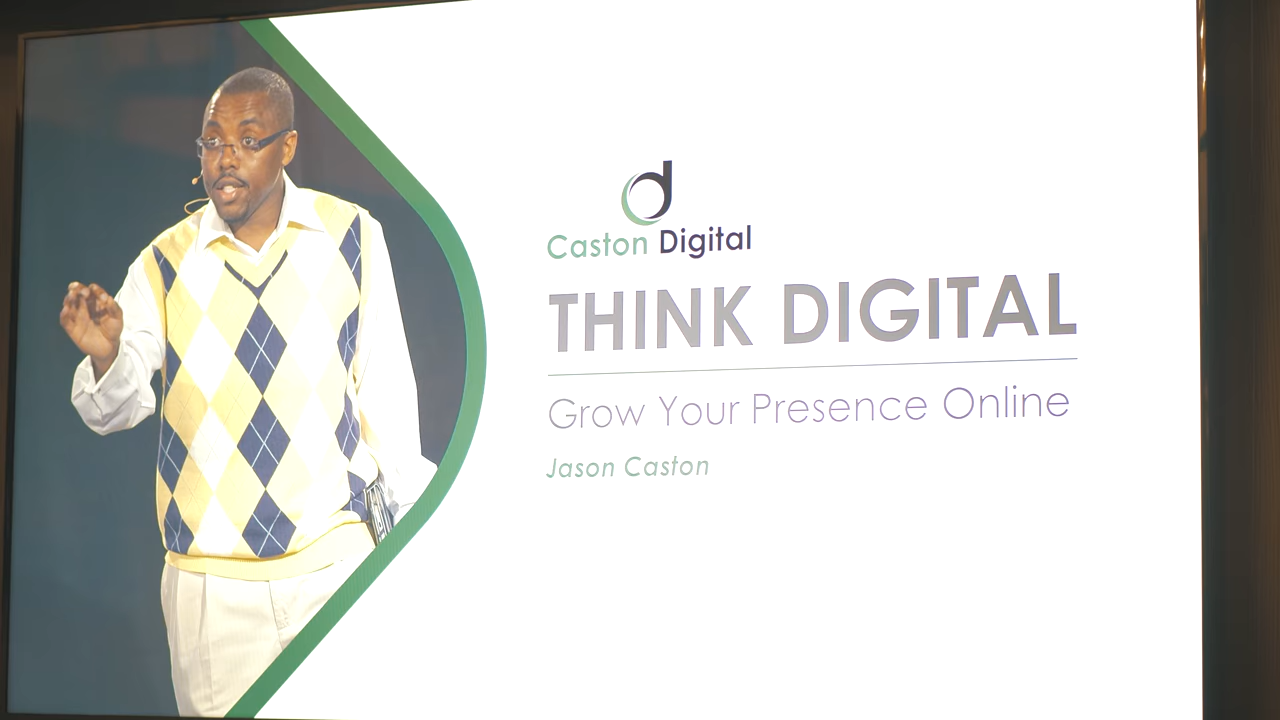 Caston Digital
THINK DIGITAL
Grow Your Presence Online
Jason Caston